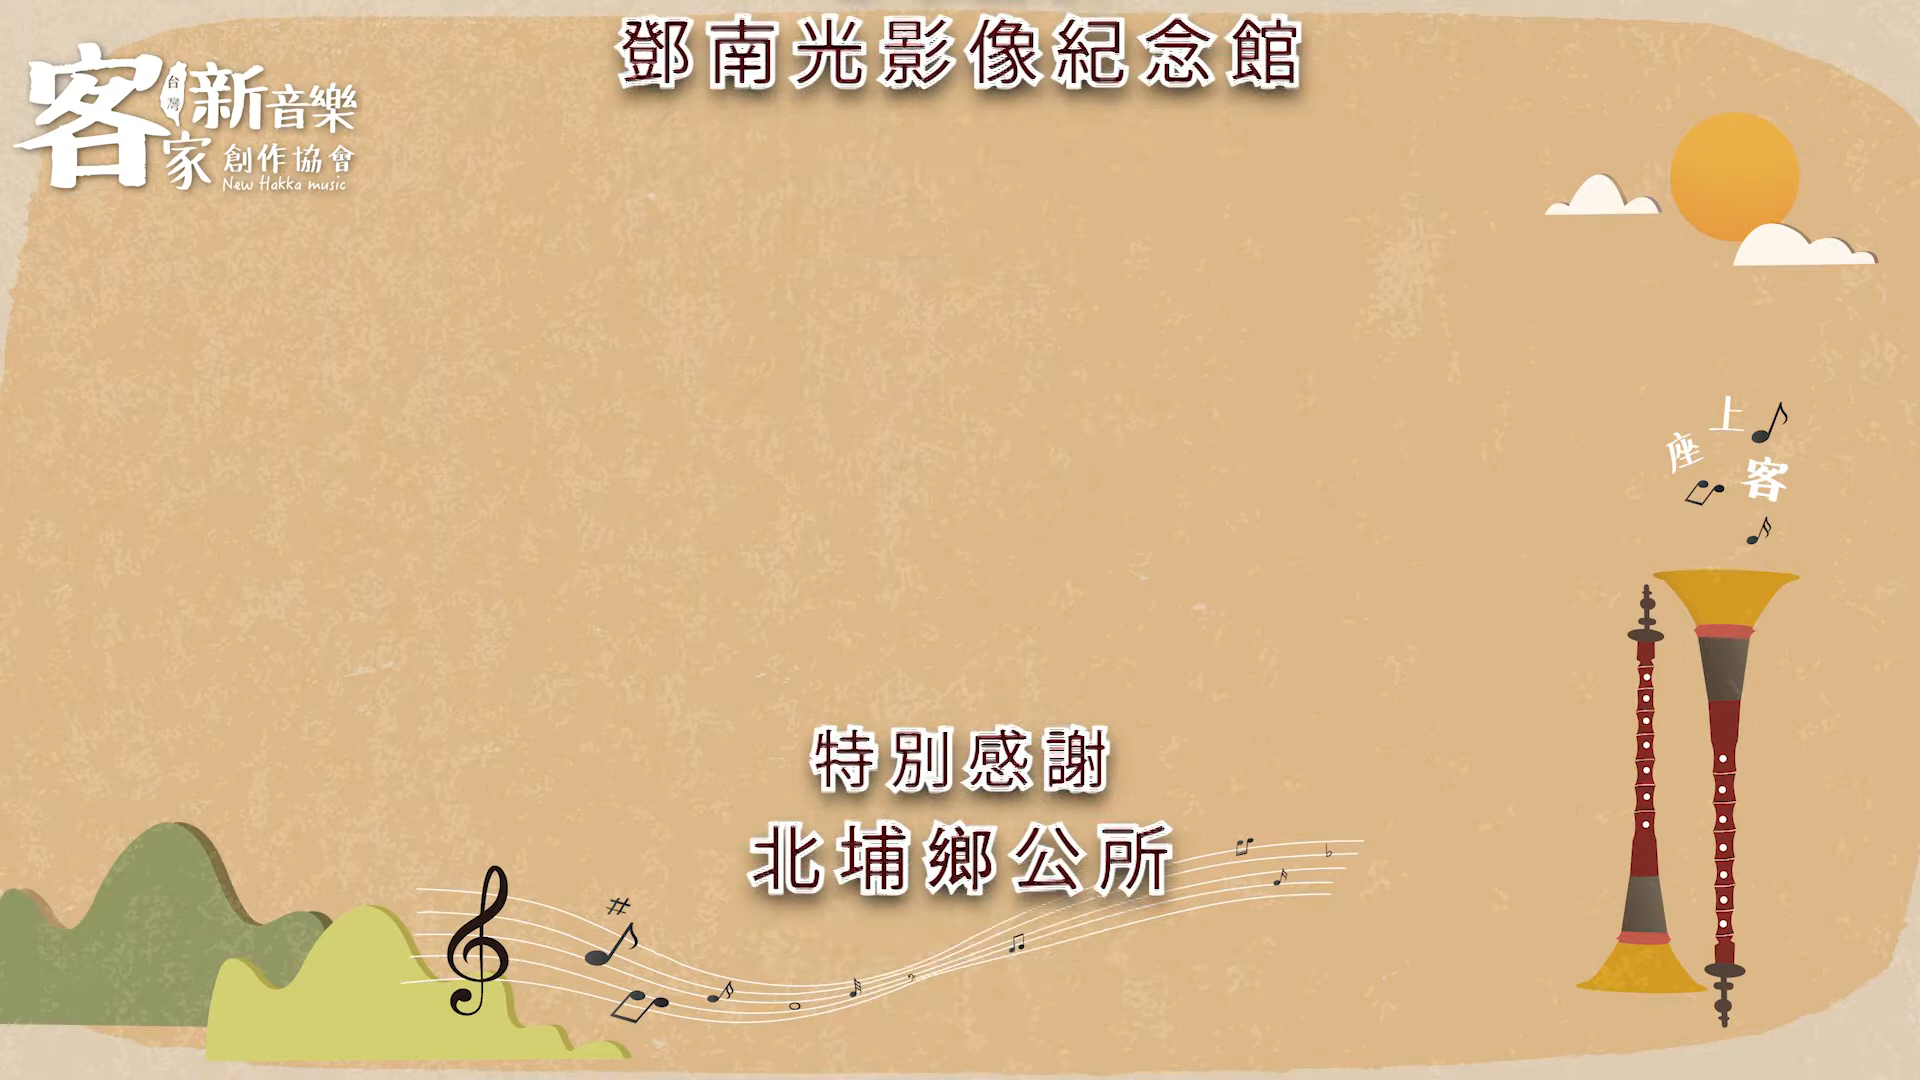 鄧南光影像紀念館
客家
台灣
新音樂
創作協會
New Hakka music
座上客
特別感謝
北埔鄉公所